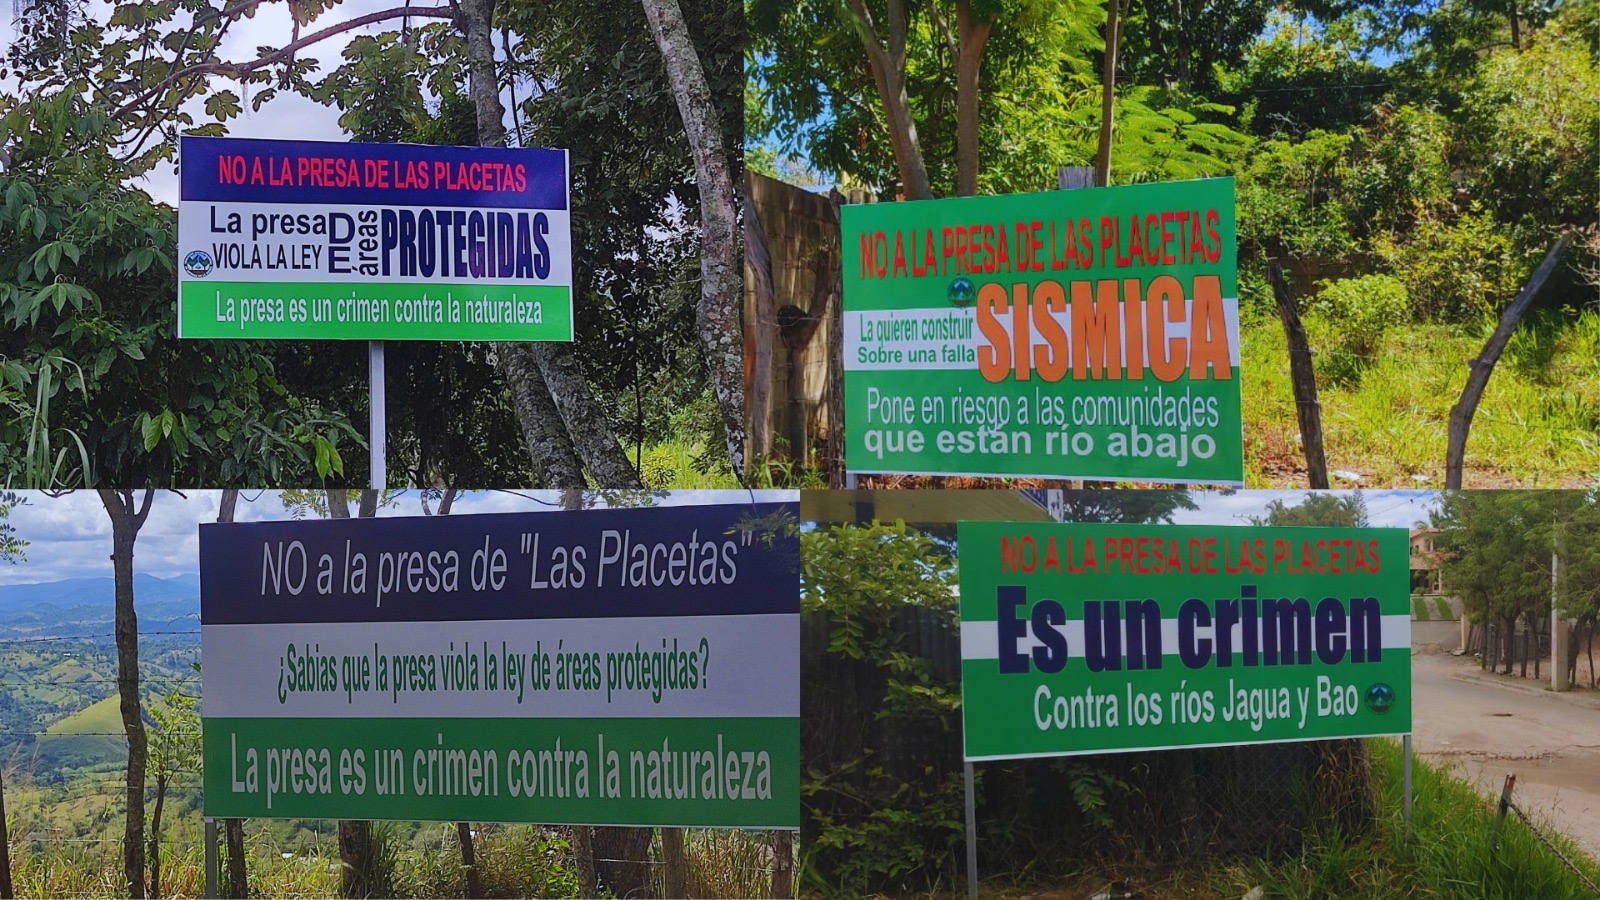 NO A LA PRESA DE LAS PLACETAS
La presa
VIOLA LA LEY
DE
áreas
PROTEGIDAS
La presa es un crimen contra la naturaleza
NO A LA PRESA DE LAS PLACETAS
La quieren construir
Sobre una falla
SISMICA
Pone en riesgo a las comunidades
que están río abajo
NO a la presa de "Las Placetas"
¿Sabias que la presa viola la ley de áreas protegidas?
La presa es un crimen contra la naturaleza
NO A LA PRESA DE LAS PLACETAS
Es un crimen
Contra los ríos Jagua y Bao